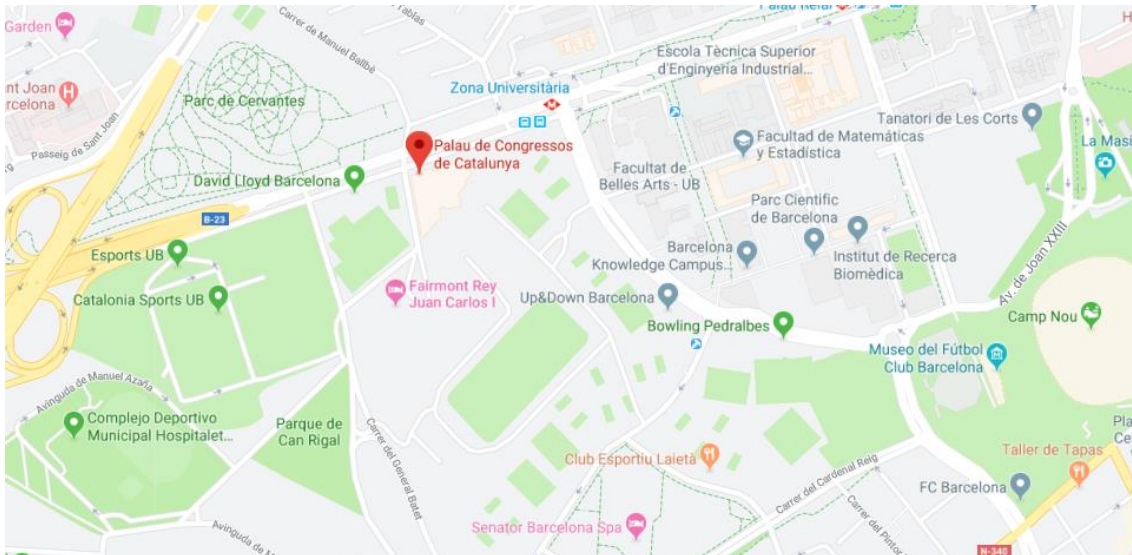 Garden
Carrer de Manuel Ballbè
Tablas
Palau Reial
Escola Tècnica Superior
d'Enginyeria Industrial...
Zona Universitària
Parc de Cervantes
nt Joan
rcelona
H
Passeig de Sant Joan
Tanatori de Les Corts
La Masi
Palau de Congressos
de Catalunya
Facultad de Matemáticas
y Estadística
David Lloyd Barcelona
Facultat de
Belles Arts - UB
Parc Científic
de Barcelona
B-23
Esports UB
Barcelona
Knowledge Campus...
Institut de Recerca
Biomèdica
Av. de Joan XXIII
Catalonia Sports UB
Fairmont Rey
Juan Carlos I
Up&Down Barcelona
Bowling Pedralbes
Camp Nou
Museo del Fútbol
Club Barcelona
Avinguda de Manuel Azaña
Complejo Deportivo
Municipal Hospitalet...
Parque de
Can Rigal
Carrer del General Batet
Club Esportiu Laietà
Carrer del Cardenal Reig
Pla
Ce
Taller de Tapas
FC Barcelona
Senator Barcelona Spa
Carrer del Pintor
Avinguda de M
N-340